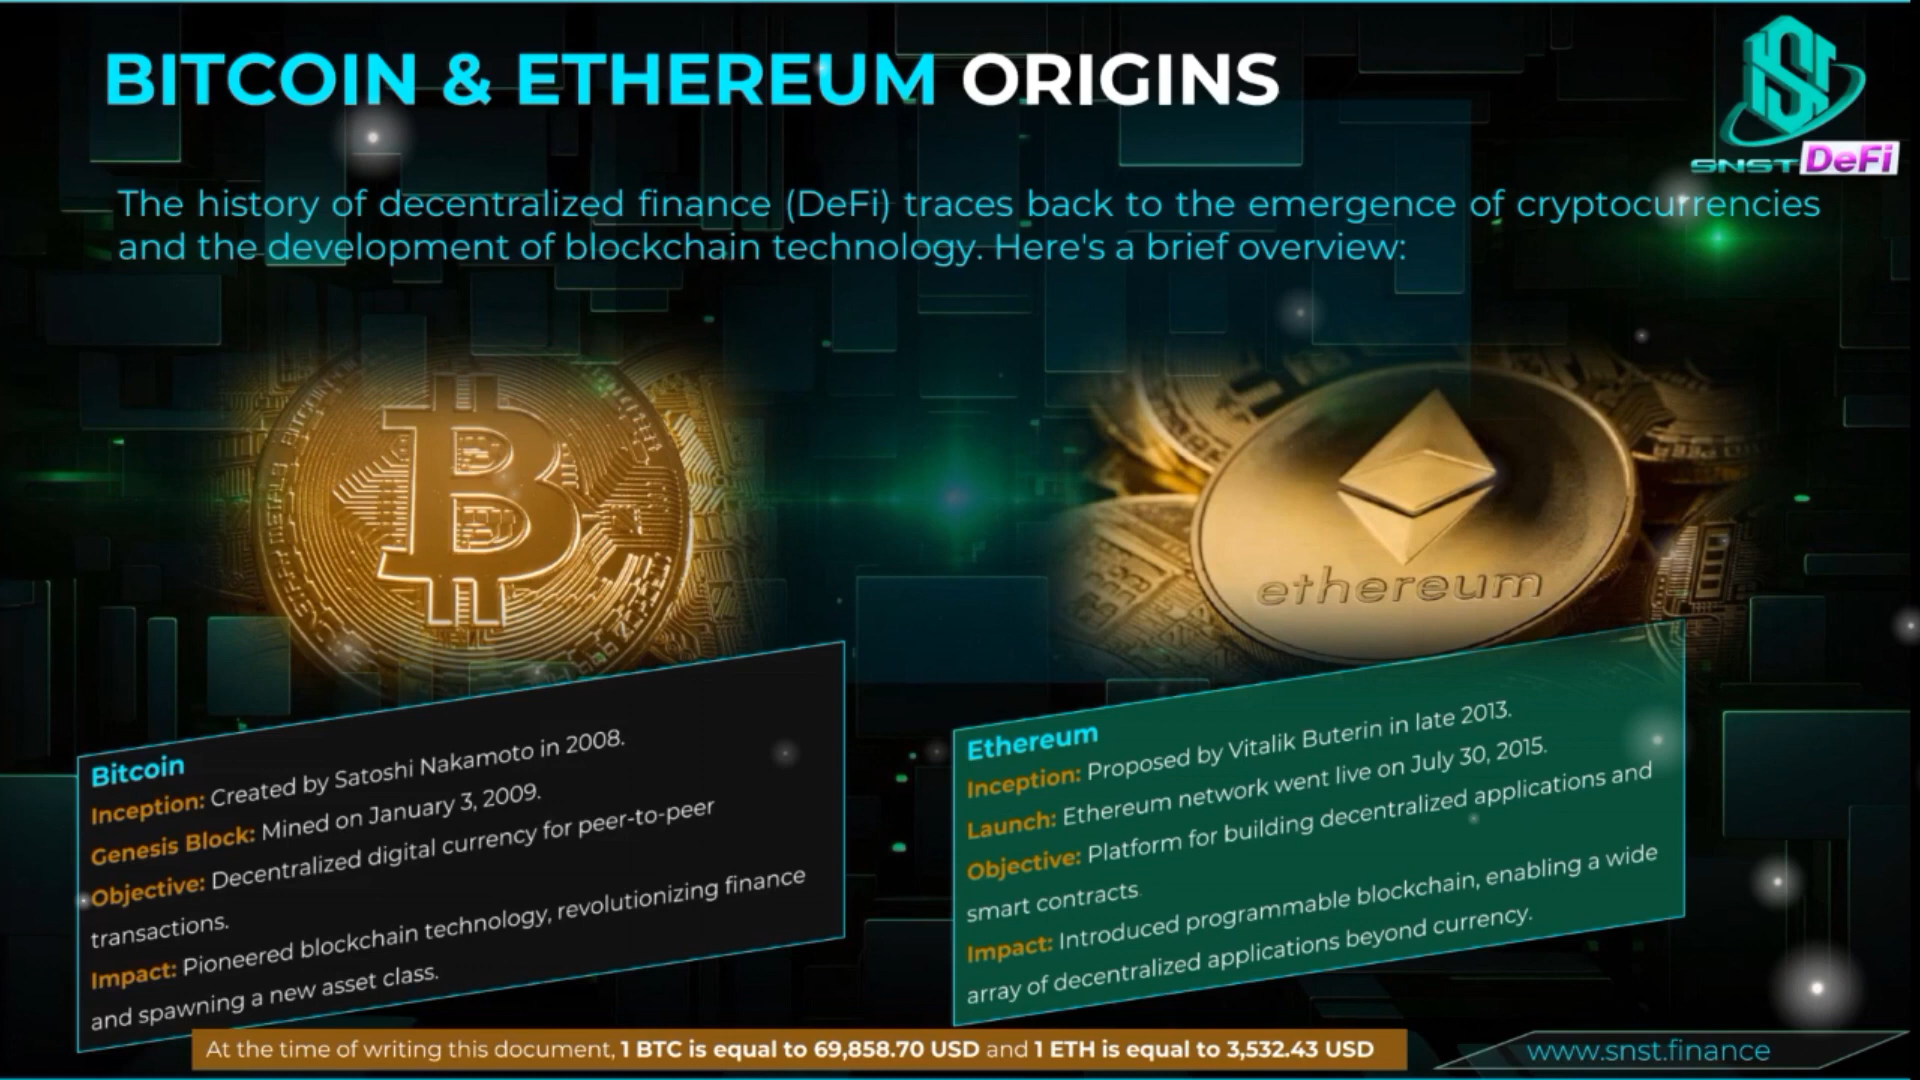 BITCOIN & ETHEREUM ORIGINS
SNST DeFi
The history of decentralized finance (DeFi) traces back to the emergence of cryptocurrencies
and the development of blockchain technology. Here's a brief overview:
ethereum
Bitcoin
Inception: Created by Satoshi Nakamoto in 2008.
Genesis Block: Mined on January 3, 2009.
Objective: Decentralized digital currency for peer-to-peer
transactions.
Impact: Pioneered blockchain technology, revolutionizing finance
and spawning a new asset class.
Ethereum
Inception: Proposed by Vitalik Buterin in late 2013.
Launch: Ethereum network went live on July 30, 2015.
Objective: Platform for building decentralized applications and
smart contracts.
Impact: Introduced programmable blockchain, enabling a wide
array of decentralized applications beyond currency.
At the time of writing this document, 1 BTC is equal to 69,858.70 USD and 1 ETH is equal to 3,532.43 USD
www.snst.finance